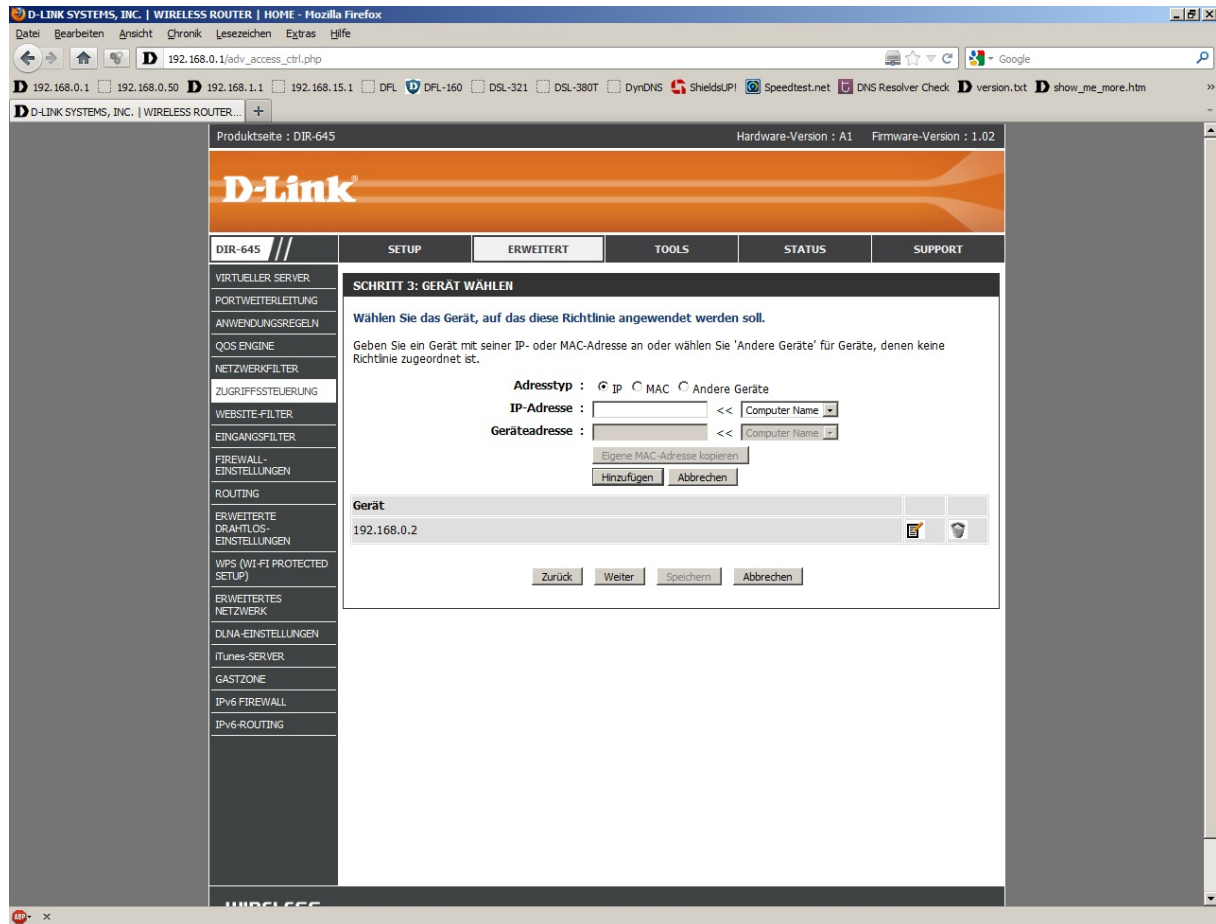 D-LINK SYSTEMS, INC. | WIRELESS ROUTER | HOME - Mozilla Firefox
Datei Bearbeiten Ansicht Chronik Lesezeichen Extras Hilfe
192.168.0.1/adv_access_ctrl.php
Google
192.168.0.1 192.168.0.50 192.168.1.1 192.168.15.1 DFL DFL-160 DSL-321 DSL-380T DynDNS ShieldsUP! Speedtest.net DNS Resolver Check version.txt show_me_more.htm »
D-LINK SYSTEMS, INC. | WIRELESS ROUTER... +
Produktseite : DIR-645 Hardware-Version : A1 Firmware-Version : 1.02
D-Link®
DIR-645 // SETUP ERWEITERT TOOLS STATUS SUPPORT
VIRTUELLER SERVER
PORTWEITERLEITUNG
ANWENDUNGSREGELN
QOS ENGINE
NETZWERKFILTER
ZUGRIFFSSTEUERUNG
WEBSITE-FILTER
EINGANGSFILTER
FIREWALL-
EINSTELLUNGEN
ROUTING
ERWEITERTE
DRAHTLOS-
EINSTELLUNGEN
WPS (WI-FI PROTECTED
SETUP)
ERWEITERTES
NETZWERK
DLNA-EINSTELLUNGEN
iTunes-SERVER
GASTZONE
IPv6 FIREWALL
IPv6-ROUTING
SCHRITT 3: GERÄT WÄHLEN
Wählen Sie das Gerät, auf das diese Richtlinie angewendet werden soll.
Geben Sie ein Gerät mit seiner IP- oder MAC-Adresse an oder wählen Sie 'Andere Geräte' für Geräte, denen keine
Richtlinie zugeordnet ist.
Adresstyp : IP MAC Andere Geräte
IP-Adresse : << Computer Name
Geräteadresse : << Computer Name
Eigene MAC-Adresse kopieren
Hinzufügen Abbrechen
Gerät
192.168.0.2
Zurück Weiter Speichern Abbrechen
WIRELESS
ABP